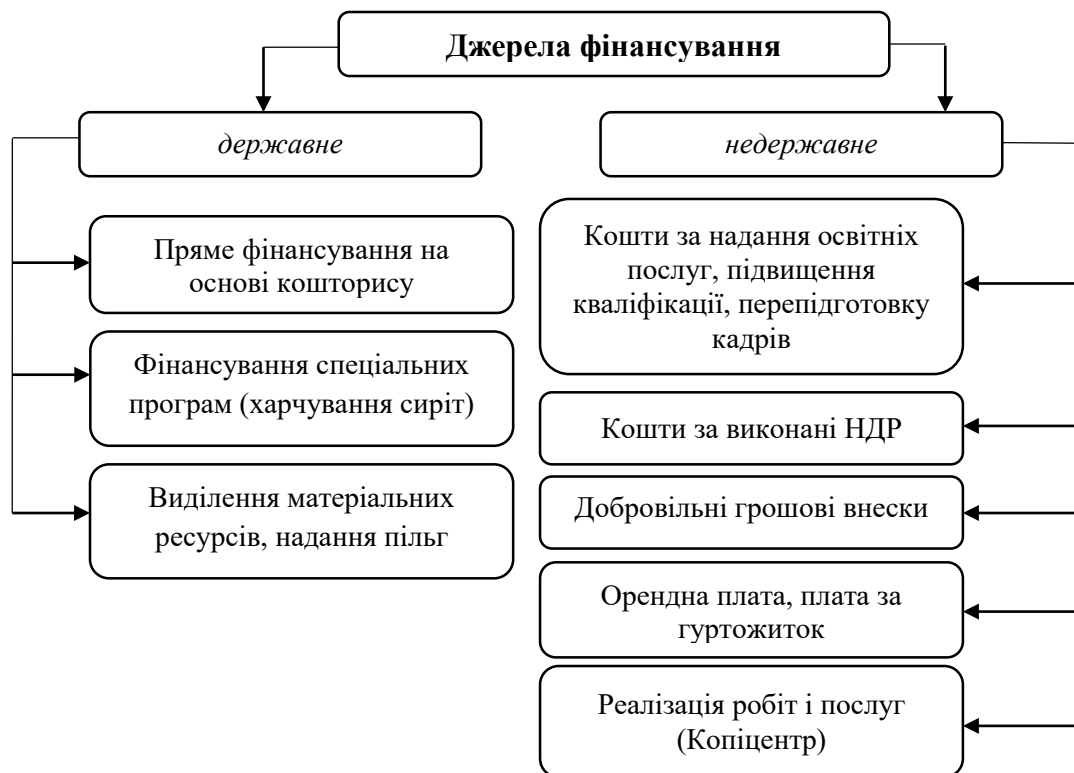 Джерела фінансування
державне
недержавне
Пряме фінансування на
основі кошторису
Фінансування спеціальних
програм (харчування сиріт)
Виділення матеріальних
ресурсів, надання пільг
Кошти за надання освітніх
послуг, підвищення
кваліфікації, перепідготовку
кадрів
Кошти за виконані НДР
Добровільні грошові внески
Орендна плата, плата за
гуртожиток
Реалізація робіт і послуг
(Копіцентр)